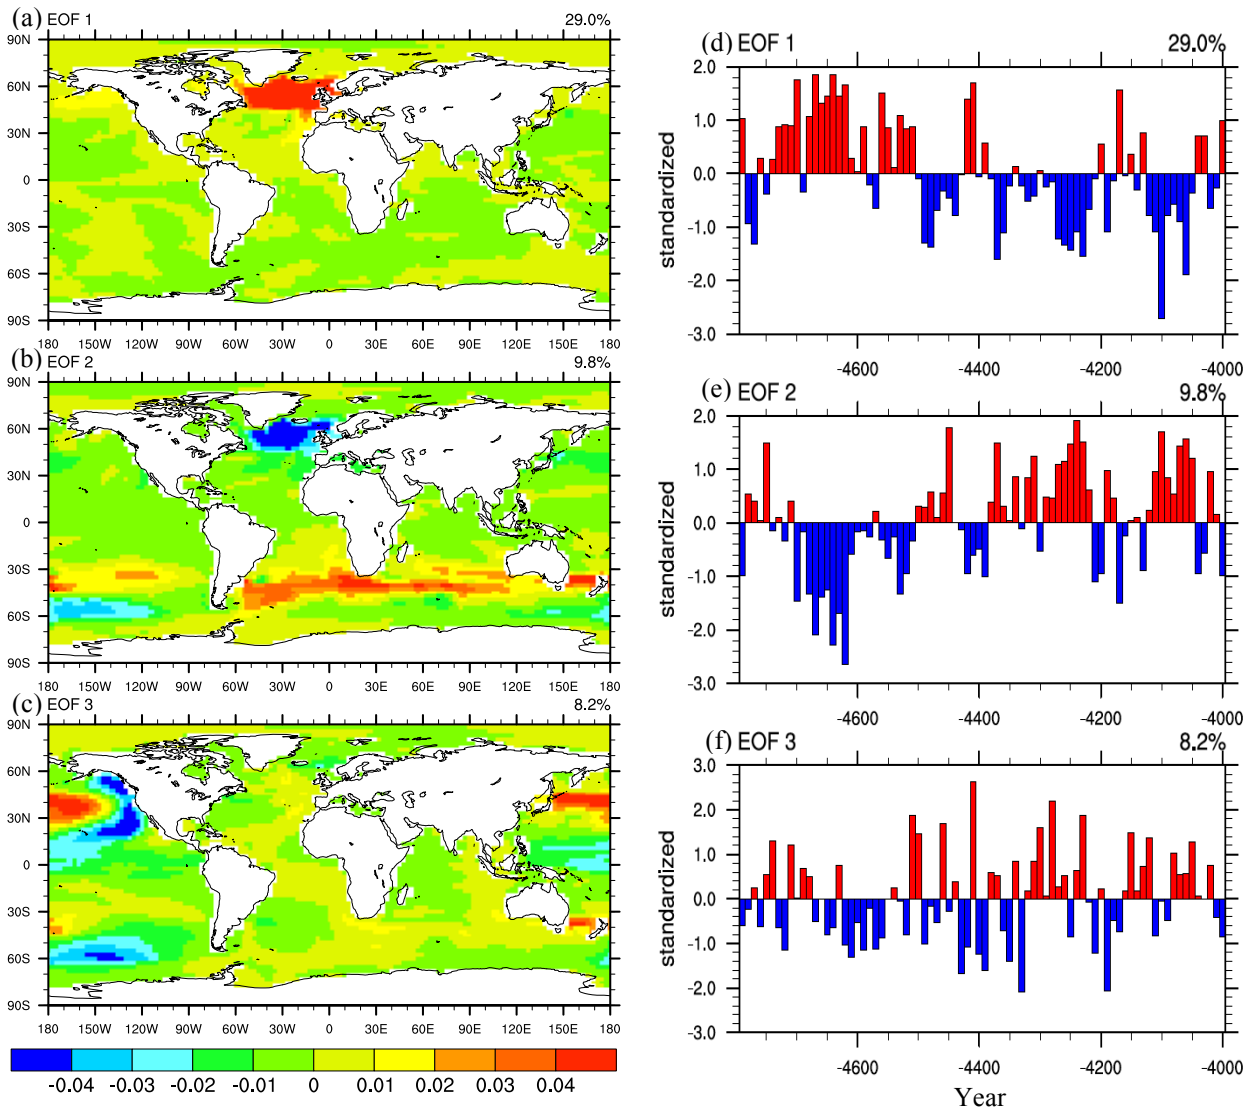 (a) EOF 1 29.0%
90N
60N
30N
0
30S
60S
90S
180 150W 120W 90W 60W 30W 0 30E 60E 90E 120E 150E 180
(b) EOF 2 9.8%
90N
60N
30N
0
30S
60S
90S
180 150W 120W 90W 60W 30W 0 30E 60E 90E 120E 150E 180
(c) EOF 3 8.2%
90N
60N
30N
0
30S
60S
90S
180 150W 120W 90W 60W 30W 0 30E 60E 90E 120E 150E 180
-0.04 -0.03 -0.02 -0.01 0 0.01 0.02 0.03 0.04
(d) EOF 1 29.0%
2.0
1.0
0.0
-1.0
-2.0
-3.0
standardized
-4600 -4400 -4200 -4000
(e) EOF 2 9.8%
2.0
1.0
0.0
-1.0
-2.0
-3.0
standardized
-4600 -4400 -4200 -4000
(f) EOF 3 8.2%
3.0
2.0
1.0
0.0
-1.0
-2.0
-3.0
standardized
-4600 -4400 -4200 -4000
Year